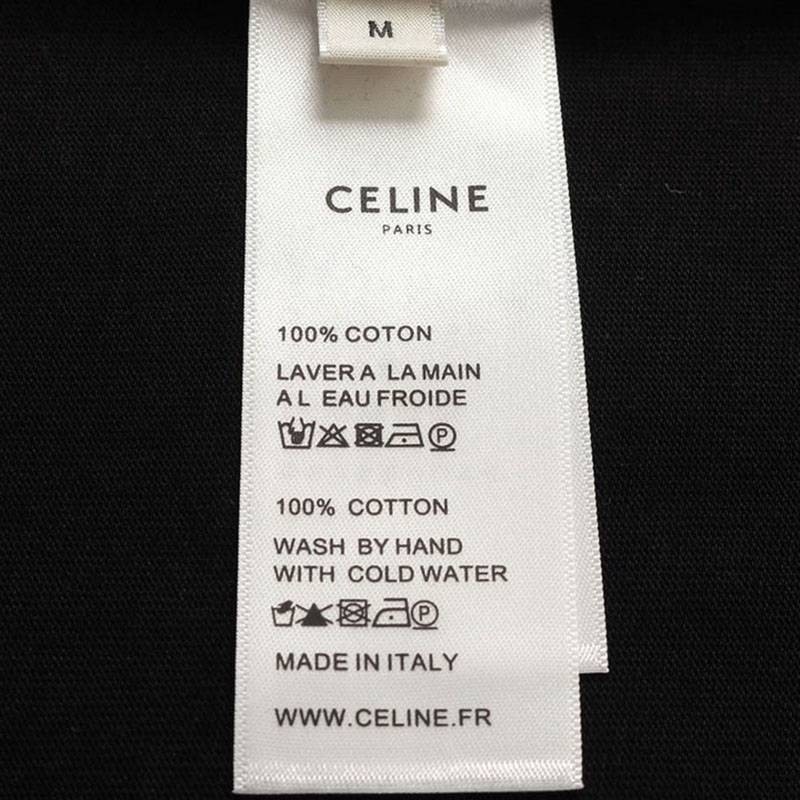 M
CELINE
PARIS
100% COTON
LAVER A LA MAIN
A L EAU FROIDE
P
100% COTTON
WASH BY HAND
WITH COLD WATER
P
MADE IN ITALY
WWW.CELINE.FR